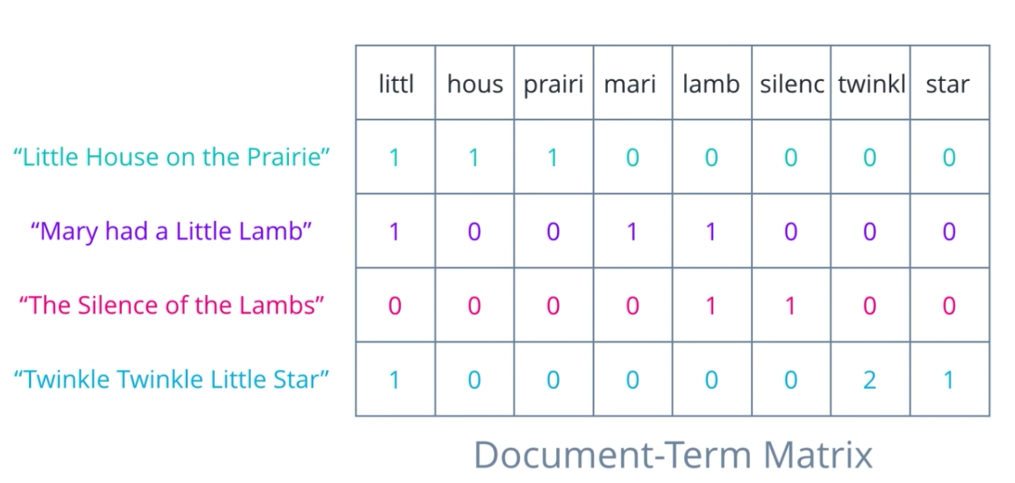 littl hous prairi mari lamb silenc twinkl star
“Little House on the Prairie” 1 1 1 0 0 0 0 0
“Mary had a Little Lamb” 1 0 0 1 1 0 0 0
“The Silence of the Lambs” 0 0 0 0 1 1 0 0
“Twinkle Twinkle Little Star” 1 0 0 0 0 0 2 1
Document-Term Matrix